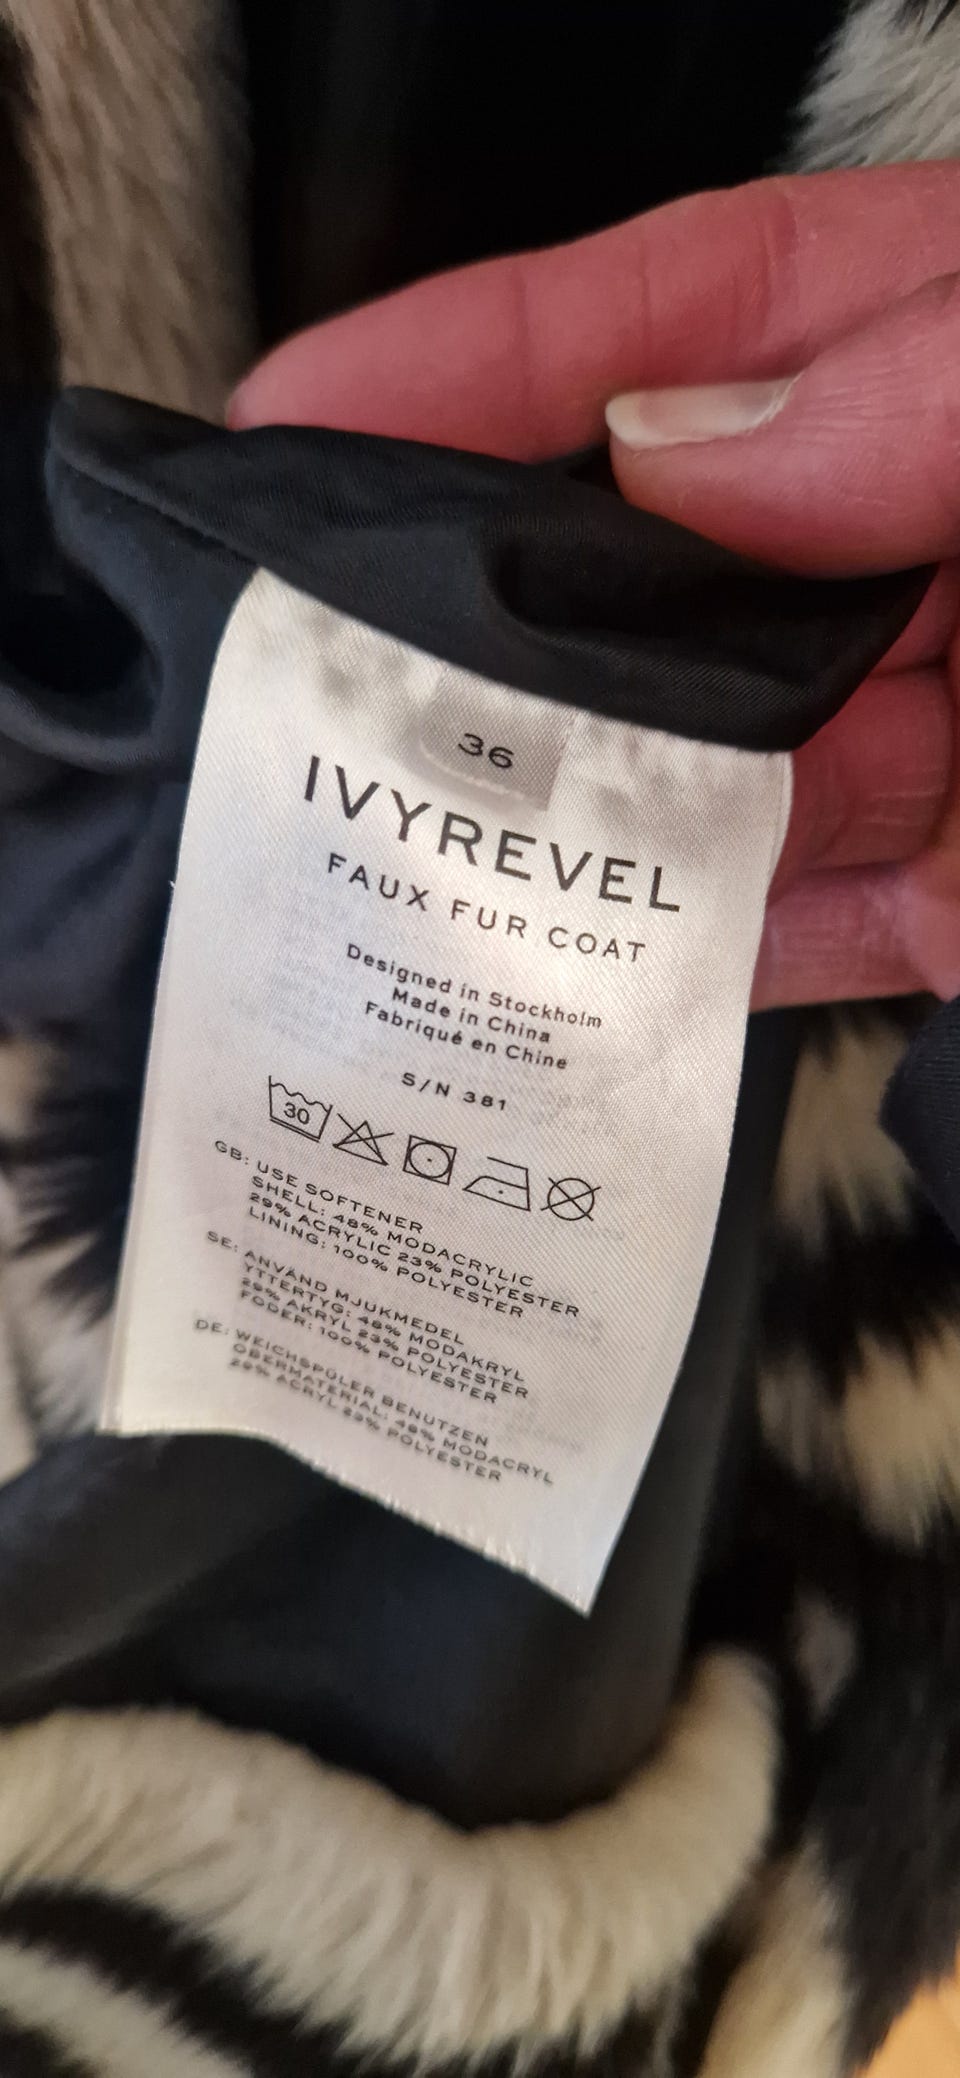 36
IVYREVEL
FAUX FUR COAT
Designed in Stockholm
Made in China
Fabriqué en Chine
S/N 381
30
GB: USE SOFTENER
SHELL: 48% MODACRYLIC
29% ACRYLIC 23% POLYESTER
LINING: 100% POLYESTER
SE: ANVÄND MJUKMEDEL
YTTERTYG: 48% MODAKRYL
29% AKRYL 23% POLYESTER
FODER: 100% POLYESTER
DE: WEICHSPÜLER BENUTZEN
OBERMATERIAL: 48% MODACRYL
29% ACRYL 23% POLYESTER